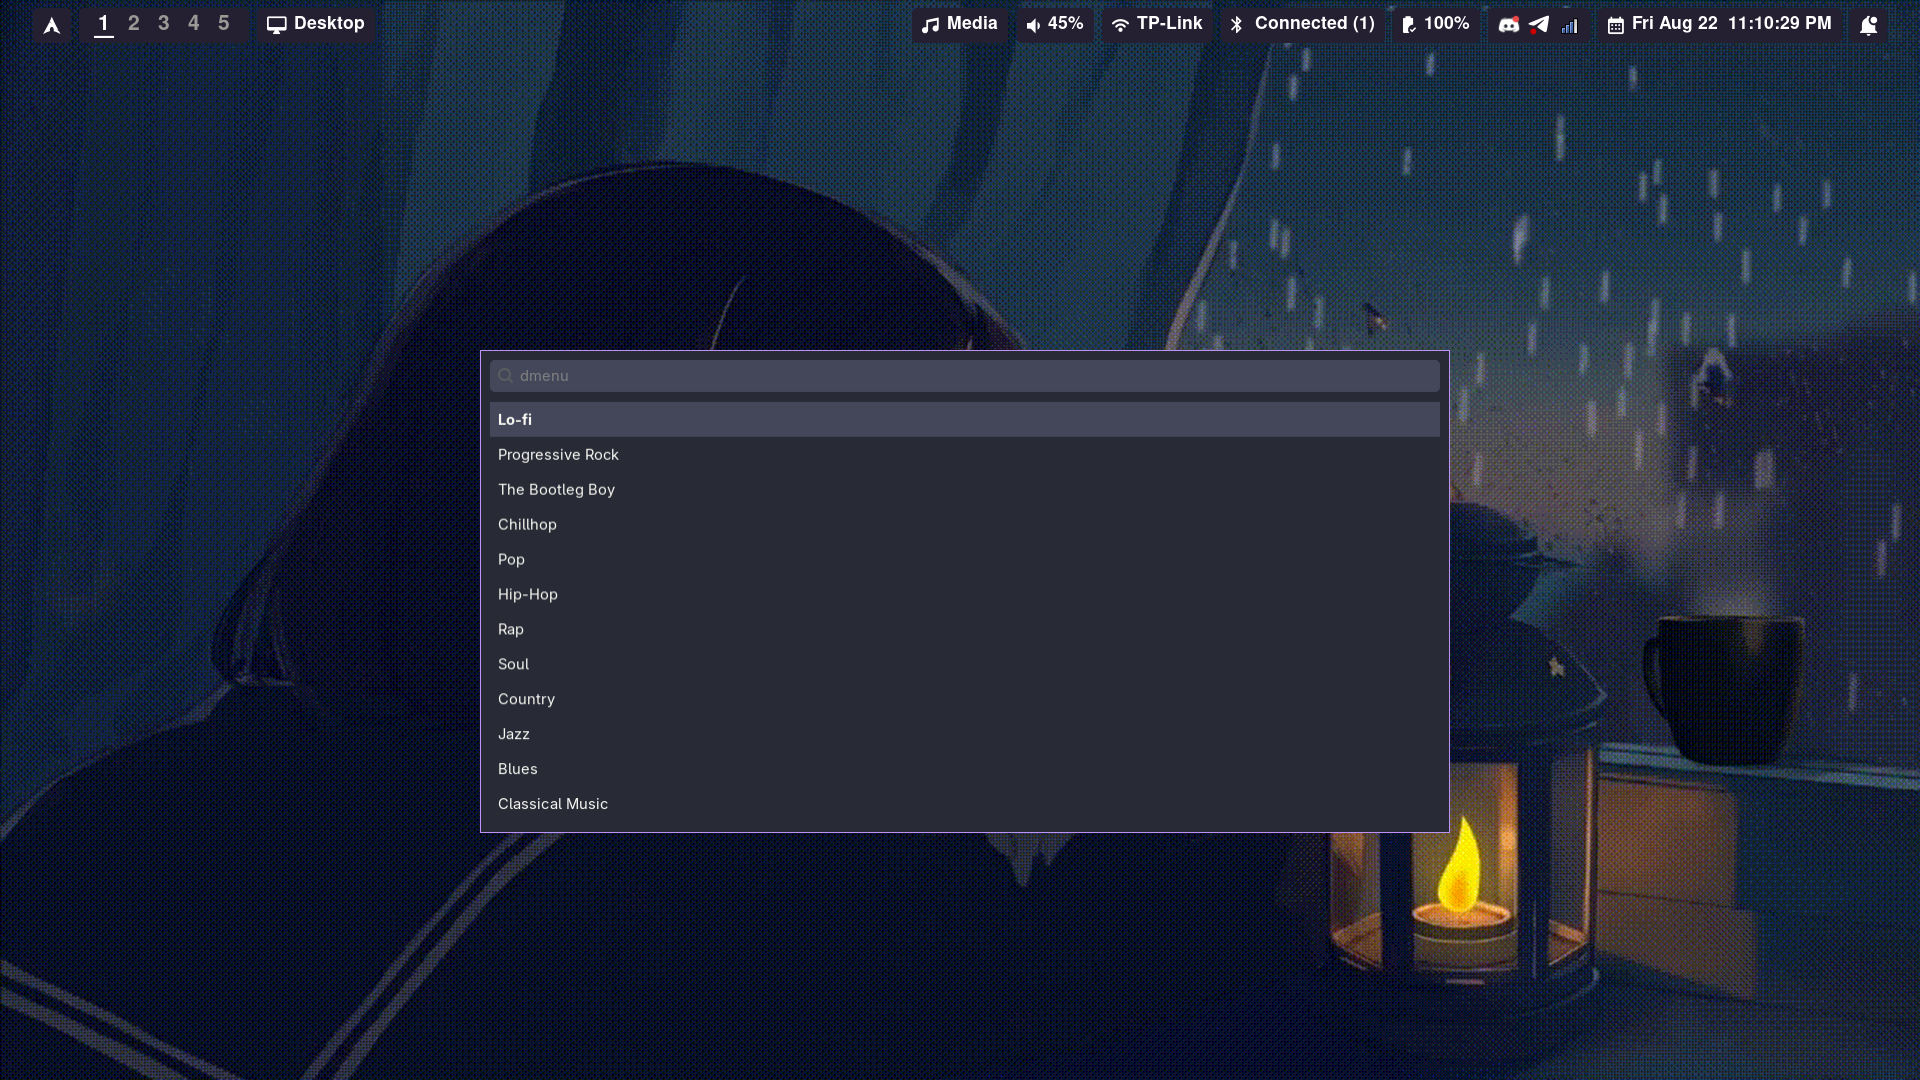 1 2 3 4 5 Desktop Media 45% TP-Link Connected (1) 100% Fri Aug 22 11:10:29 PM
dmenu
Lo-fi
Progressive Rock
The Bootleg Boy
Chillhop
Pop
Hip-Hop
Rap
Soul
Country
Jazz
Blues
Classical Music